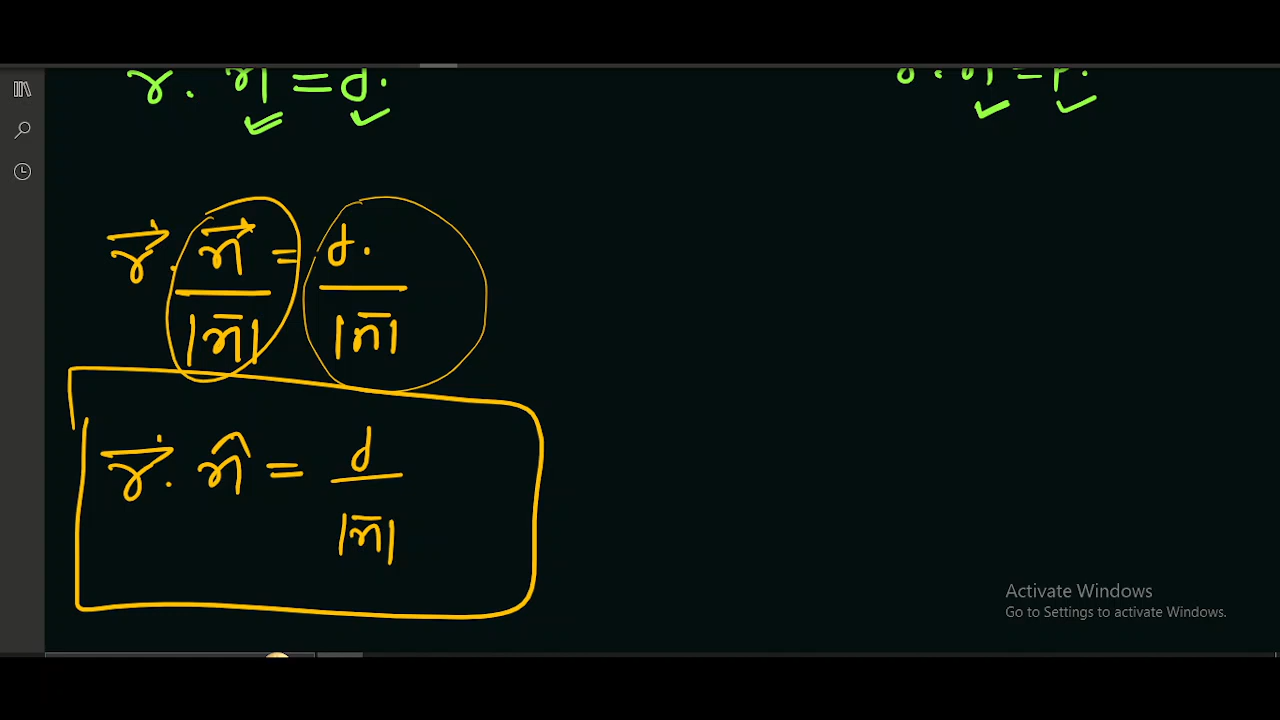 r . n = d.
r⃗ . n⃗ / |n̄| = d. / |n̄|
r⃗ . n̂ = d / |n̄|
Activate Windows
Go to Settings to activate Windows.